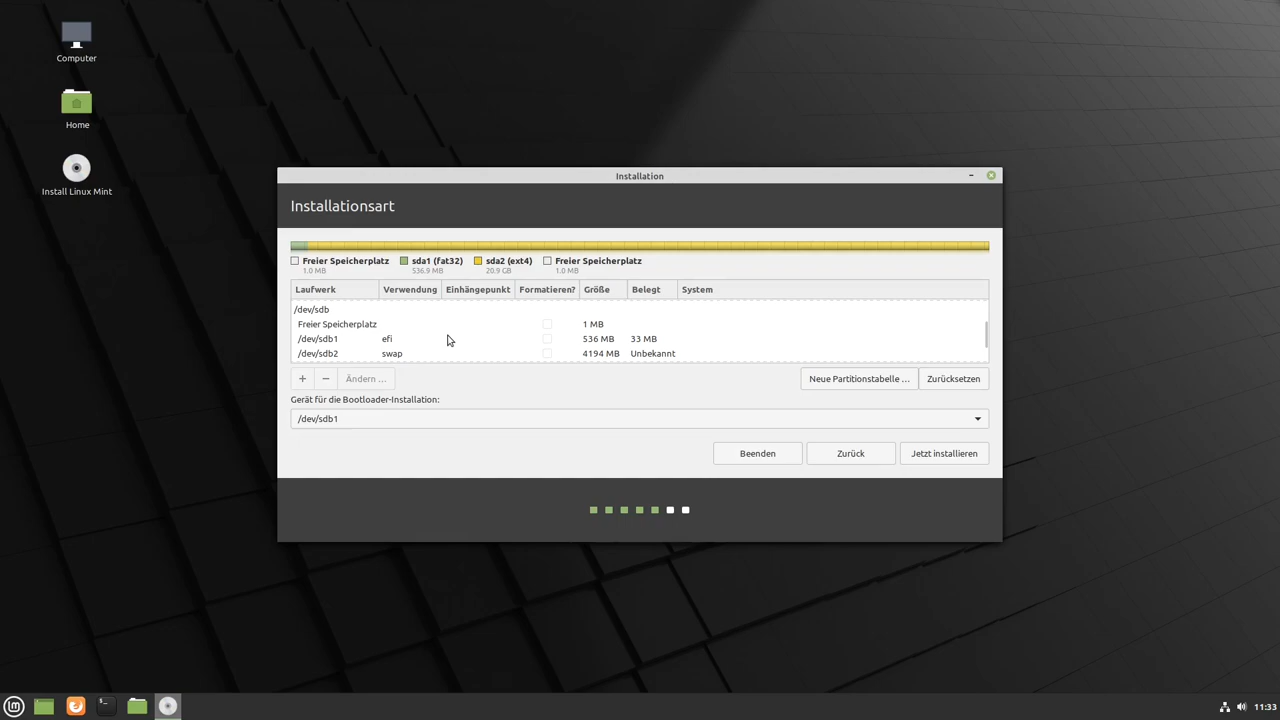 Computer
Home
Install Linux Mint
Installation
Installationsart
Freier Speicherplatz sda1 (fat32) sda2 (ext4) Freier Speicherplatz
1.0 MB 536.9 MB 20.9 GB 1.0 MB
Laufwerk Verwendung Einhängepunkt Formatieren? Größe Belegt System
/dev/sdb
Freier Speicherplatz 1 MB
/dev/sdb1 efi 536 MB 33 MB
/dev/sdb2 swap 4194 MB Unbekannt
+ − Ändern ... Neue Partitionstabelle ... Zurücksetzen
Gerät für die Bootloader-Installation:
/dev/sdb1
Beenden Zurück Jetzt installieren
11:33